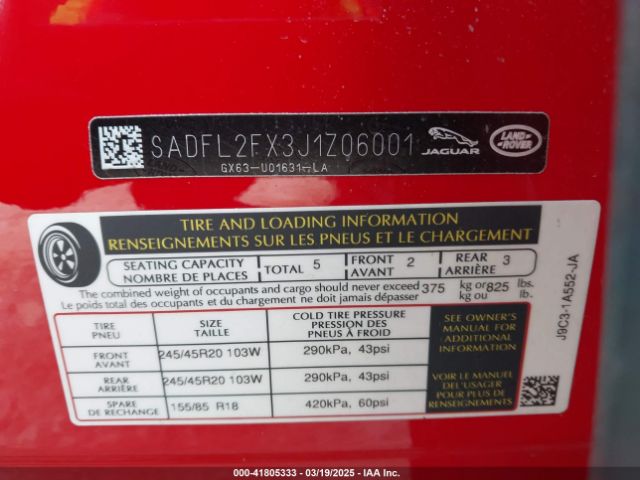 SADFL2FX3J1Z06001
GX63-U01631-LA
JAGUAR
LAND ROVER
TIRE AND LOADING INFORMATION
RENSEIGNEMENTS SUR LES PNEUS ET LE CHARGEMENT
SEATING CAPACITY
NOMBRE DE PLACES
TOTAL 5
FRONT
AVANT 2
REAR
ARRIÈRE 3
The combined weight of occupants and cargo should never exceed 375 kg or 825 lbs.
Le poids total des occupants et du chargement ne doit jamais dépasser kg ou lb.
TIRE
PNEU
SIZE
TAILLE
COLD TIRE PRESSURE
PRESSION DES
PNEUS À FROID
FRONT
AVANT
245/45R20 103W
290kPa, 43psi
REAR
ARRIÈRE
245/45R20 103W
290kPa, 43psi
SPARE
DE RECHANGE
155/85 R18
420kPa, 60psi
SEE OWNER'S
MANUAL FOR
ADDITIONAL
INFORMATION
VOIR LE MANUEL
DEL'USAGER
POUR PLUS DE
RENSEIGNEMENTS
J9C3-1A552-JA
000-41805333 - 03/19/2025 - IAA Inc.